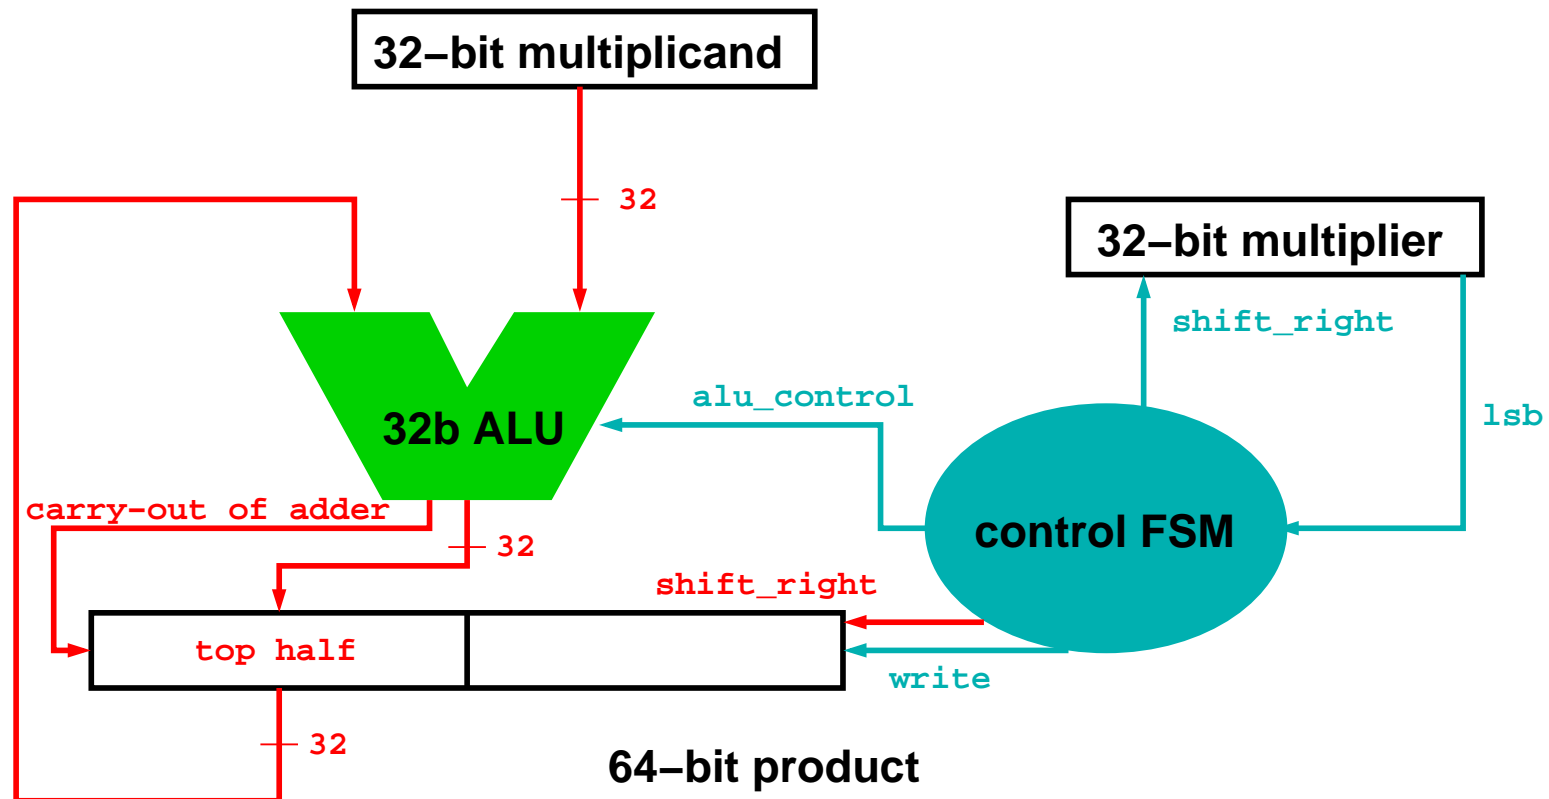 32–bit multiplicand
32
32–bit multiplier
shift_right
alu_control
lsb
32b ALU
carry-out of adder
control FSM
32
shift_right
top half
write
32
64–bit product